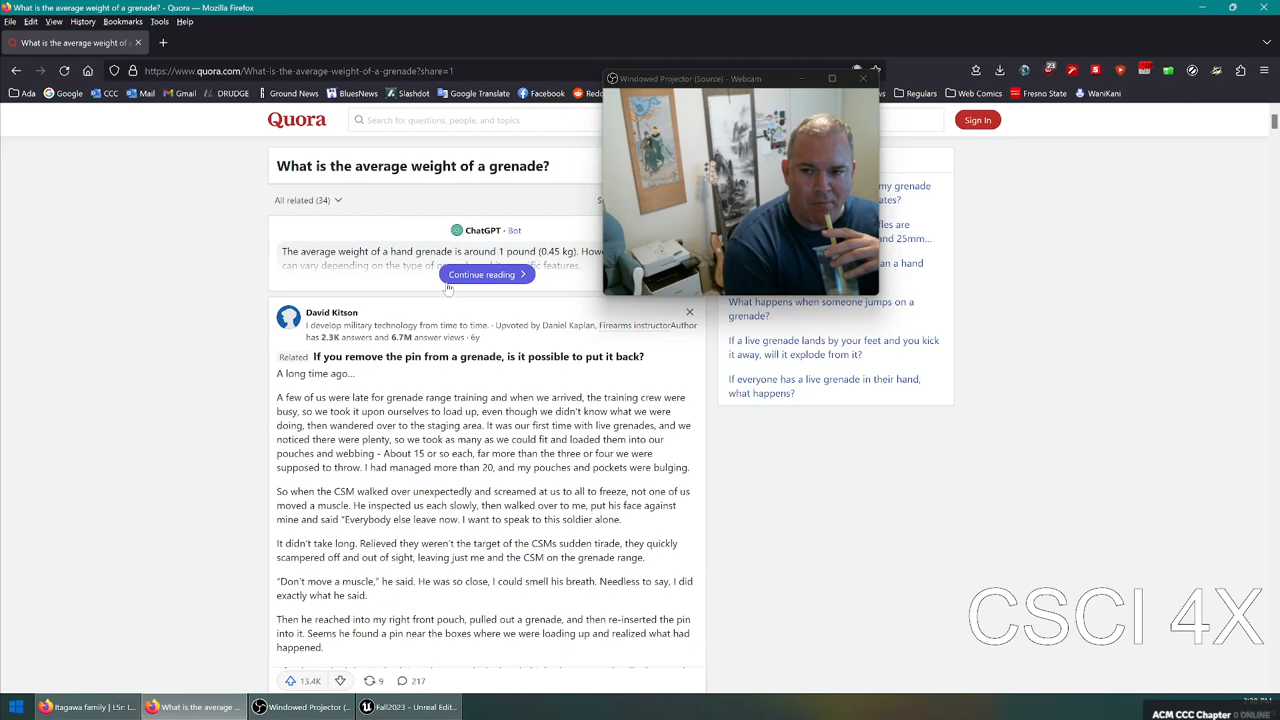 What is the average weight of a grenade? - Quora — Mozilla Firefox
File Edit View History Bookmarks Tools Help
What is the average weight of a
https://www.quora.com/What-is-the-average-weight-of-a-grenade?share=1
Ada Google BluesNews CCC Mail Gmail DRUDGE Ground News YouTube Slashdot Google Translate Facebook Regulars Web Comics Fresno State WaniKani
Windowed Projector (Source) - Webcam
Quora
Search for questions, people, and topics
Sign In
What is the average weight of a grenade?
All related (34)
ChatGPT · Bot
The average weight of a hand grenade is around 1 pound (0.45 kg).
can vary depending on the type of
features.
Continue reading
David Kitson
I develop military technology from time to time. · Upvoted by Daniel Kaplan, Firearms instructorAuthor
has 2.3K answers and 6.7M answer views · 6y
Related If you remove the pin from a grenade, is it possible to put it back?
A long time ago...
A few of us were late for grenade range training and when we arrived, the training crew were
busy, so we took it upon ourselves to load up, even though we didn't know what we were
doing, then wandered over to the staging area. It was our first time with live grenades, and we
noticed there were plenty, so we took as many as we could fit and loaded them into our
pouches and webbing - About 15 or so each, far more than the three or four we were
supposed to throw. I had managed more than 20, and my pouches and pockets were bulging.
So when the CSM walked over unexpectedly and screamed at us to all to freeze, not one of us
moved a muscle. He inspected us each slowly, then walked over to me, put his face against
mine and said "Everybody else leave now. I want to speak to this soldier alone.
It didn't take long. Relieved they weren't the target of the CSMs sudden tirade, they quickly
scampered off and out of sight, leaving just me and the CSM on the grenade range.
"Don't move a muscle," he said. He was so close, I could smell his breath. Needless to say, I did
exactly what he said.
Then he reached into my right front pouch, pulled out a grenade, and then re-inserted the pin
into it. Seems he found a pin near the boxes where we were loading up and realized what had
happened.
13.4K 9 217
my grenade
and 25mm...
an a hand
What happens when someone jumps on a
grenade?
If a live grenade lands by your feet and you kick
it away, will it explode from it?
If everyone has a live grenade in their hand,
what happens?
CSCI 4X
Itagawa family | l5r: L... What is the average ... Windowed Projector (... Fall2023 - Unreal Edit...
ACM CCC Chapter 0 ONLINE